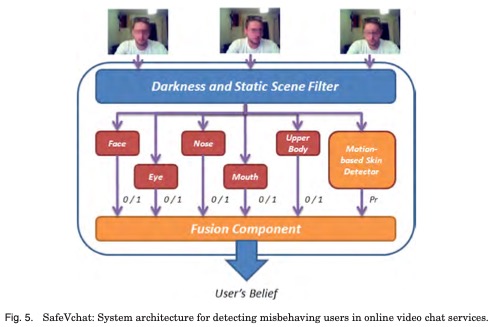 Darkness and Static Scene Filter
Face
Nose
Upper
Body
Motion-
based Skin
Detector
Eye
Mouth
0 / 1
0 / 1
0 / 1
0 / 1
0 / 1
Pr
Fusion Component
User's Belief
Fig. 5. SafeVchat: System architecture for detecting misbehaving users in online video chat services.